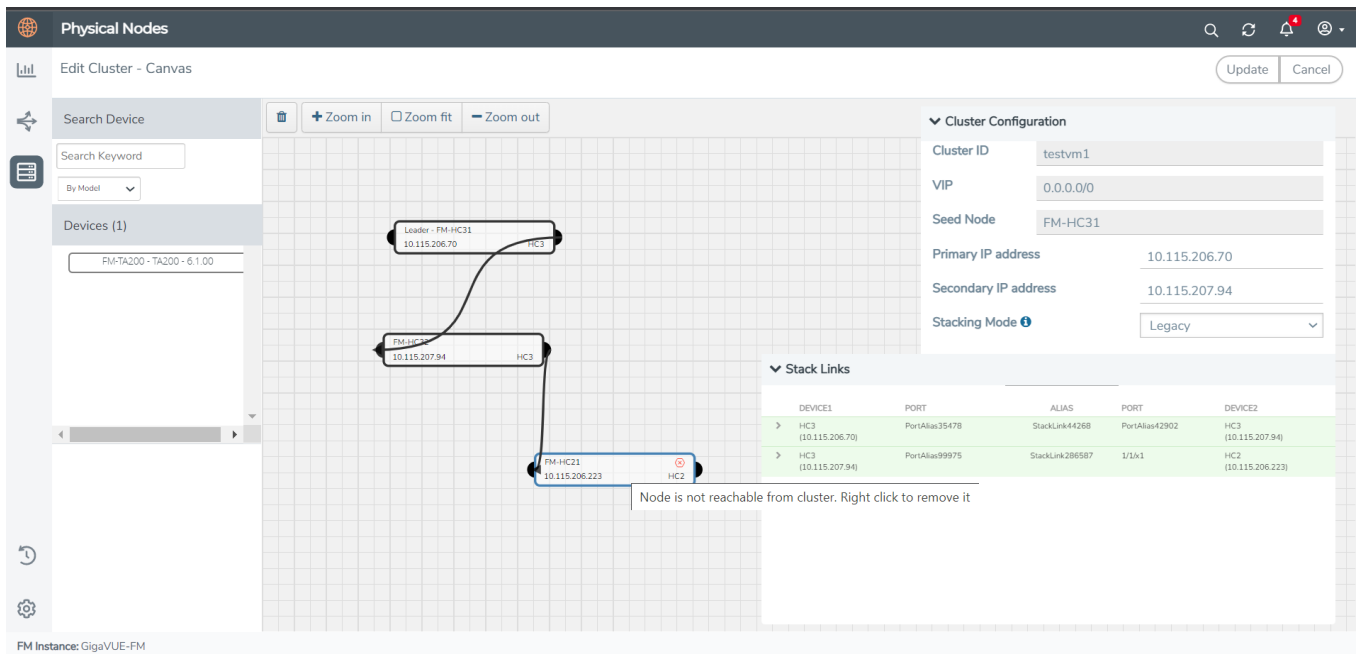 Physical Nodes
4
Edit Cluster - Canvas
Update
Cancel
Search Device
Search Keyword
By Model
Devices (1)
FM-TA200 - TA200 - 6.1.00
Zoom in
Zoom fit
Zoom out
Leader - FM-HC31
10.115.206.70
HC3
FM-HC32
10.115.207.94
HC3
FM-HC21
10.115.206.223
HC2
Node is not reachable from cluster. Right click to remove it
Cluster Configuration
Cluster ID testvm1
VIP 0.0.0.0/0
Seed Node FM-HC31
Primary IP address 10.115.206.70
Secondary IP address 10.115.207.94
Stacking Mode Legacy
Stack Links
DEVICE1 PORT ALIAS PORT DEVICE2
HC3 PortAlias35478 StackLink44268 PortAlias42902 HC3
(10.115.206.70) (10.115.207.94)
HC3 PortAlias99975 StackLink286587 1/1/x1 HC2
(10.115.207.94) (10.115.206.223)
FM Instance: GigaVUE-FM